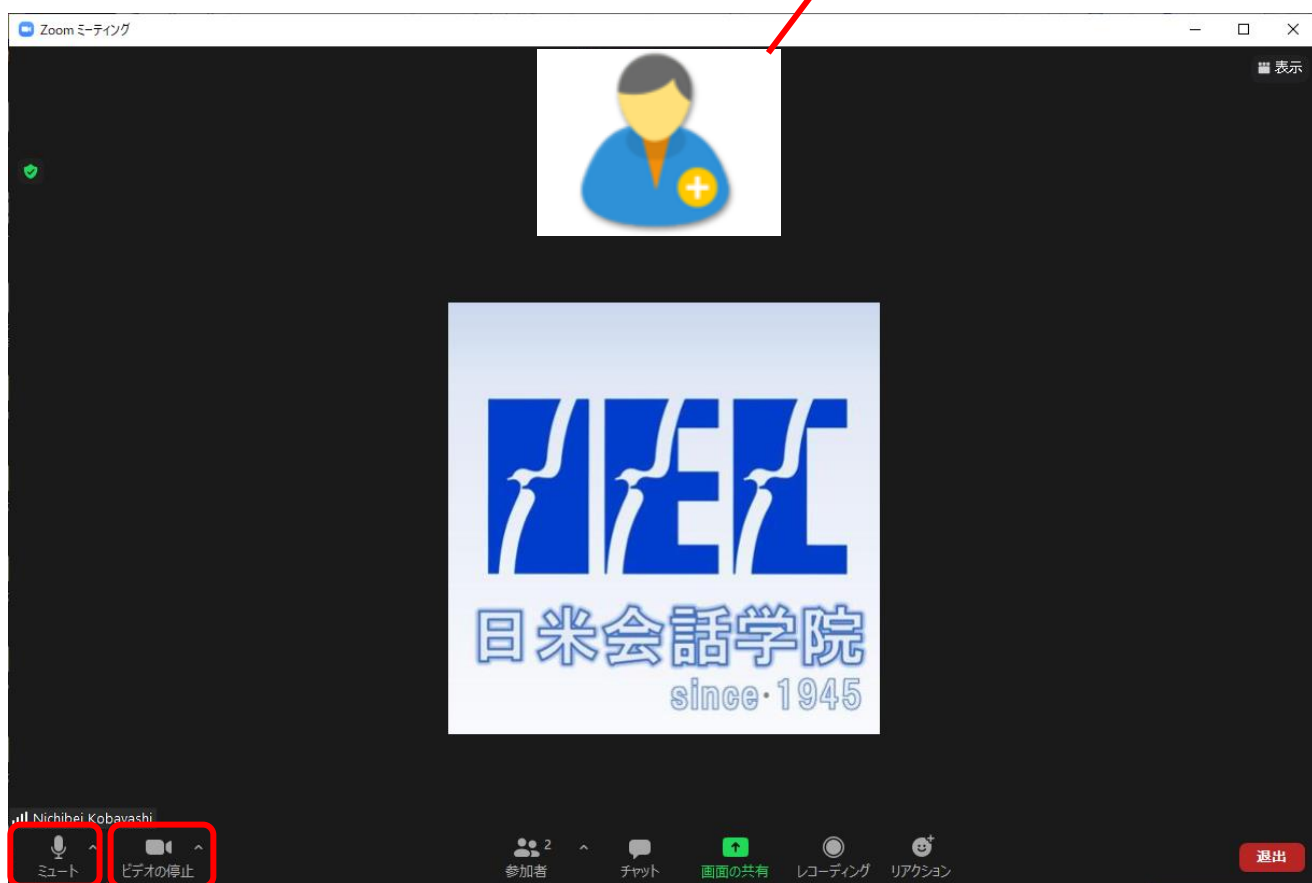 Zoom ミーティング
表示
IEC
日米会話学院
since・1945
Nichibei Kobayashi
ミュート
ビデオの停止
2
参加者
チャット
画面の共有
レコーディング
リアクション
退出